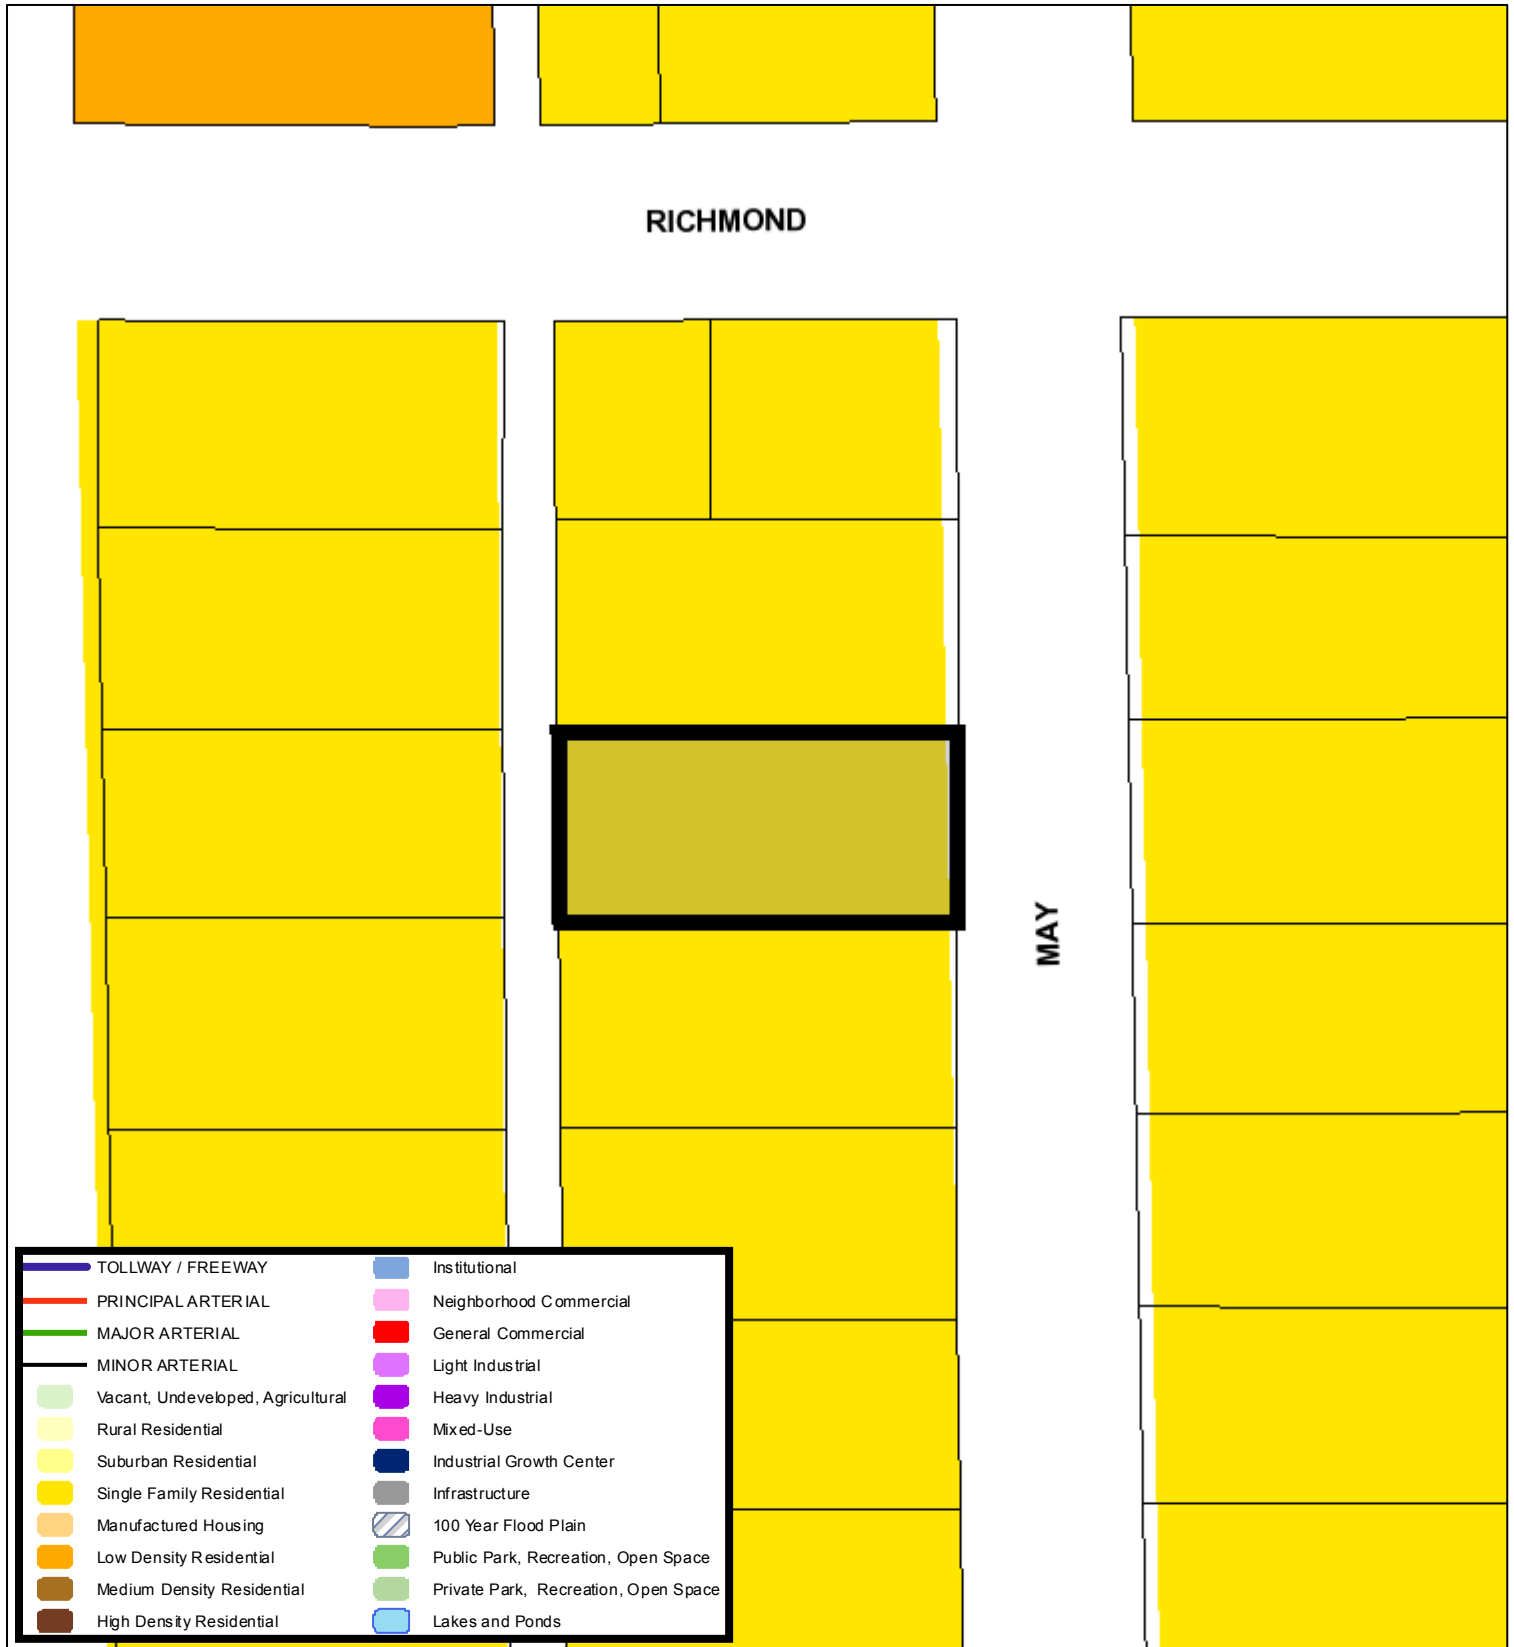 RICHMOND
MAY
TOLLWAY / FREEWAY
PRINCIPAL ARTERIAL
MAJOR ARTERIAL
MINOR ARTERIAL
Vacant, Undeveloped, Agricultural
Rural Residential
Suburban Residential
Single Family Residential
Manufactured Housing
Low Density Residential
Medium Density Residential
High Density Residential
Institutional
Neighborhood Commercial
General Commercial
Light Industrial
Heavy Industrial
Mixed-Use
Industrial Growth Center
Infrastructure
100 Year Flood Plain
Public Park, Recreation, Open Space
Private Park, Recreation, Open Space
Lakes and Ponds